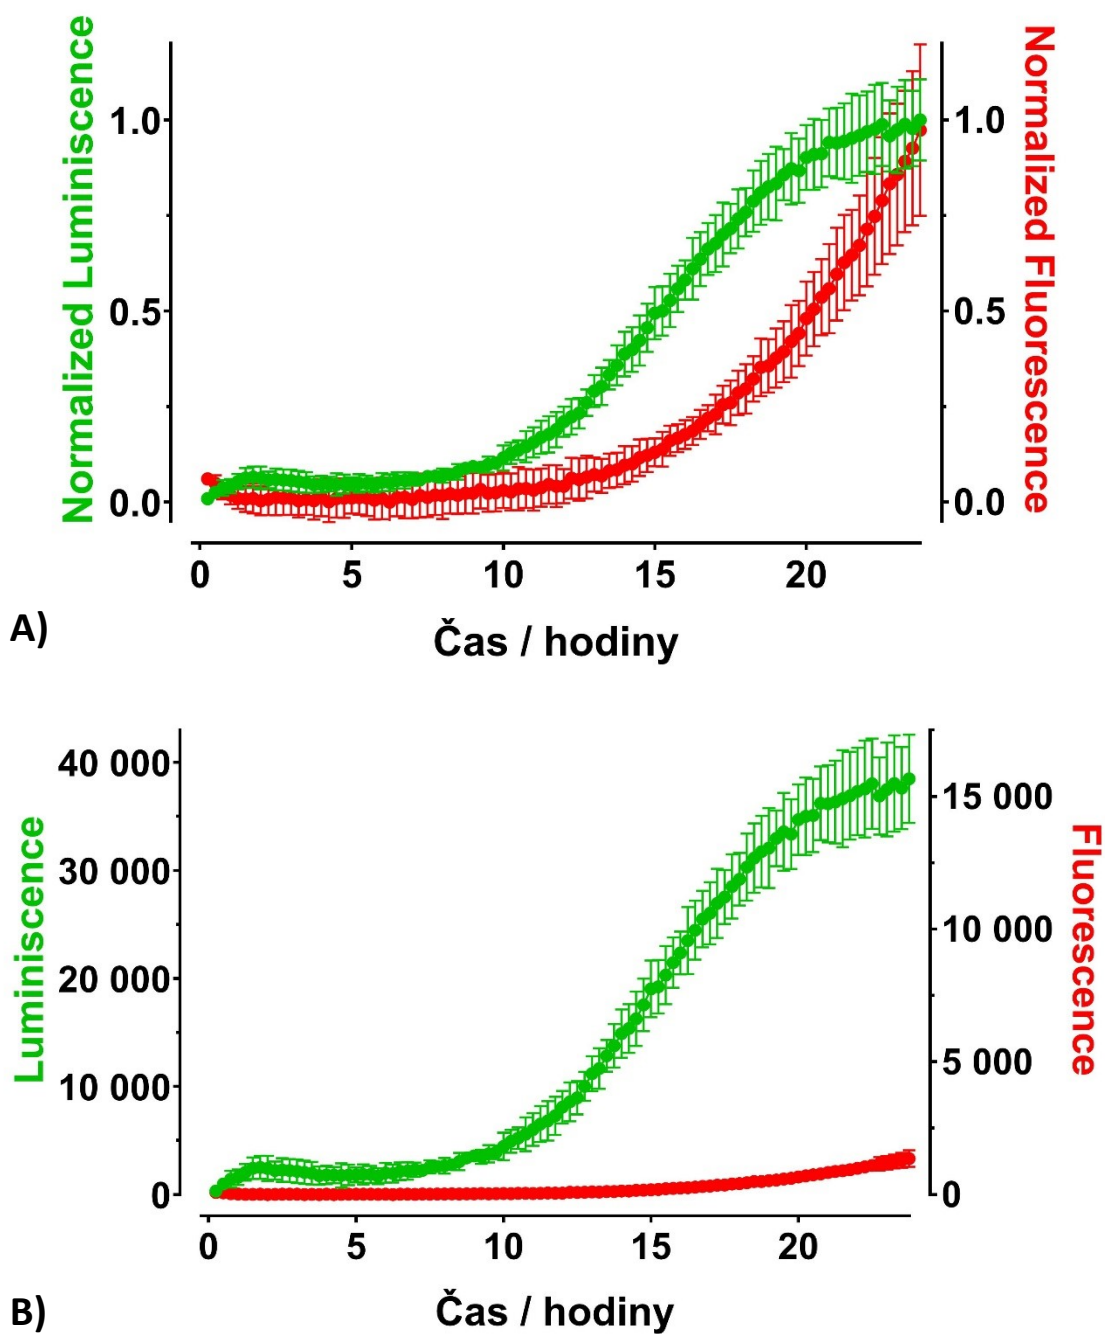 Normalized Luminiscence
1.0
0.5
0.0
1.0
0.5
0.0
Normalized Fluorescence
0 5 10 15 20
Čas / hodiny
A)
Luminiscence
40 000
30 000
20 000
10 000
0
15 000
10 000
5 000
0
Fluorescence
0 5 10 15 20
Čas / hodiny
B)